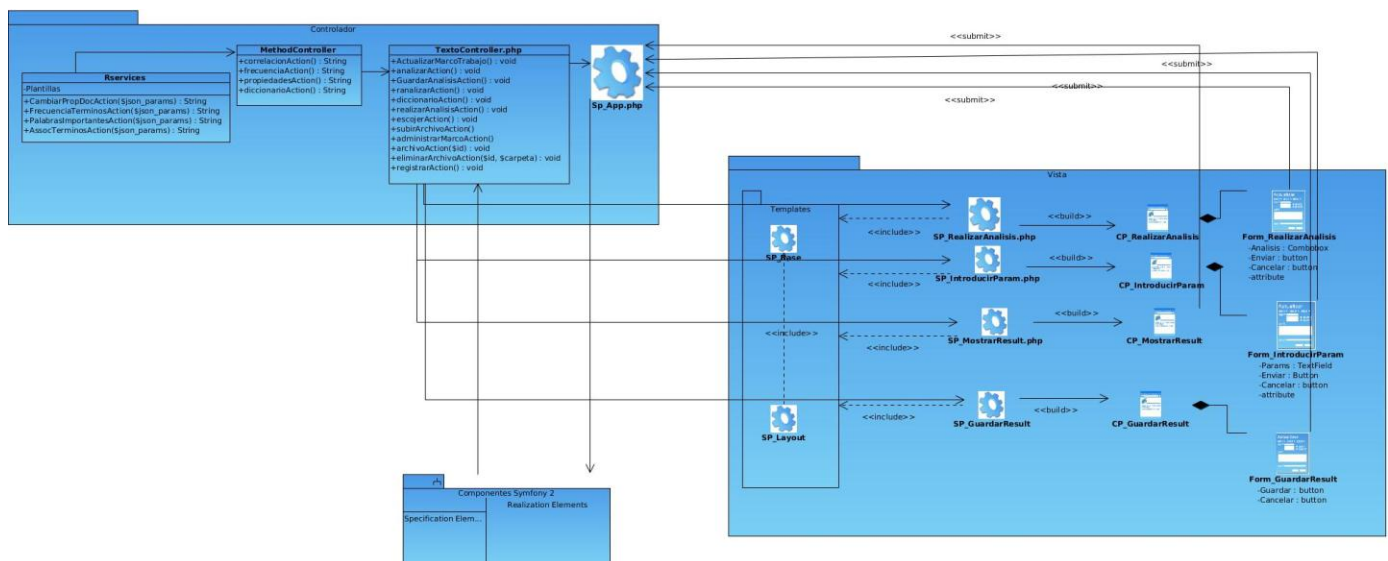 Controlador
Rservices
-Plantillas
+CambiarPropDocAction($json_params) : String
+FrecuenciaTerminosAction($json_params) : String
+PalabrasImportantesAction($json_params) : String
+AssocTerminosAction($json_params) : String
MethodController
+correlacionAction() : String
+frecuenciaAction() : String
+propiedadesAction() : String
+diccionarioAction() : String
TextoController.php
+ActualizarMarcoTrabajo() : void
+analizarAction() : void
+GuardarAnalisisAction() : void
+ranalizarAction() : void
+diccionarioAction() : void
+realizarAnalisisAction() : void
+escojerAction() : void
+subirArchivoAction()
+administrarMarcoAction()
+archivoAction($id) : void
+eliminarArchivoAction($id, $carpeta) : void
+registrarAction() : void
Sp_App.php
<<submit>>
<<submit>>
<<submit>>
<<submit>>
Vista
Templates
SP_Base
<<include>>
SP_Layout
<<include>>
SP_RealizarAnalisis.php
<<build>>
CP_RealizarAnalisis
Form_RealizarAnalisis
-Analisis : Combobox
-Enviar : button
-Cancelar : button
-attribute
<<include>>
SP_IntroducirParam.php
<<build>>
CP_IntroducirParam
Form_IntroducirParam
-Params : TextField
-Enviar : Button
-Cancelar : button
-attribute
<<include>>
SP_MostrarResult.php
<<build>>
CP_MostrarResult
<<include>>
SP_GuardarResult
<<build>>
CP_GuardarResult
Form_GuardarResult
-Guardar : button
-Cancelar : button
Componentes Symfony 2
Specification Elem...
Realization Elements